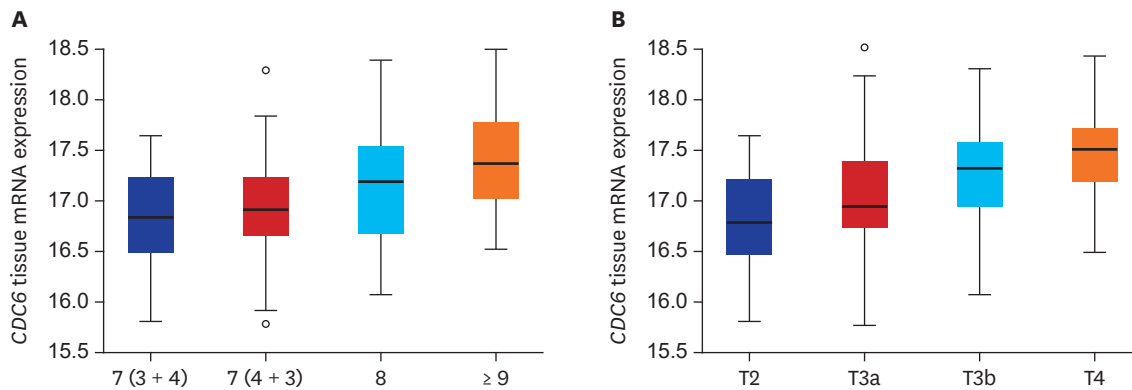 A
CDC6 tissue mRNA expression
18.5
18.0
17.5
17.0
16.5
16.0
15.5
7 (3 + 4)
7 (4 + 3)
8
≥ 9
B
CDC6 tissue mRNA expression
18.5
18.0
17.5
17.0
16.5
16.0
15.5
T2
T3a
T3b
T4